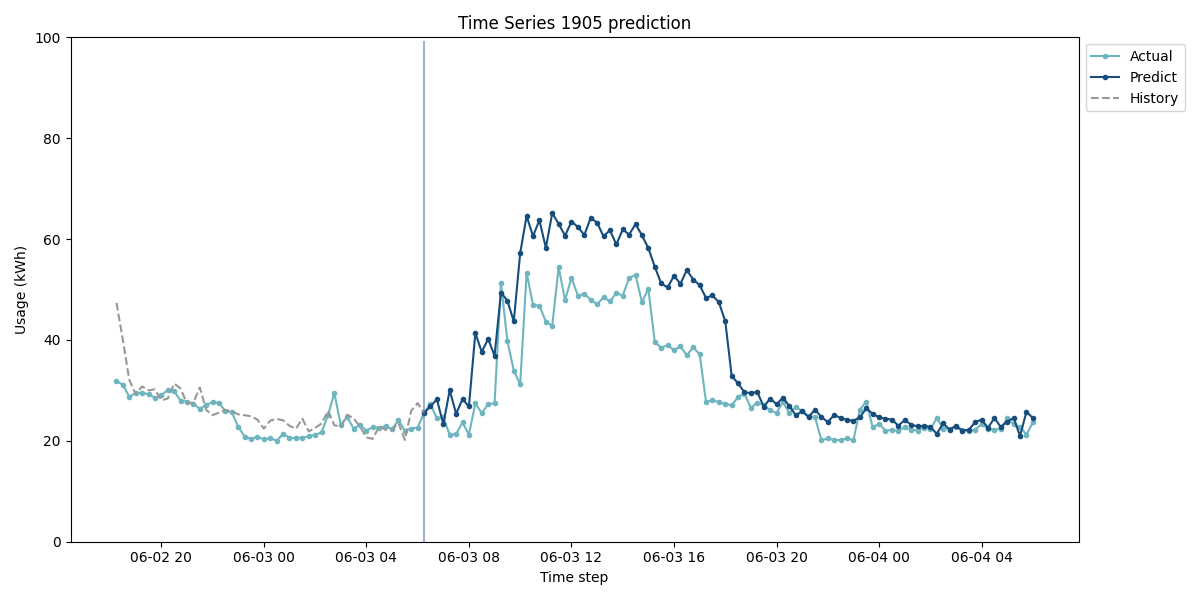 Time Series 1905 prediction
Usage (kWh)
100
80
60
40
20
0
06-02 20
06-03 00
06-03 04
06-03 08
06-03 12
06-03 16
06-03 20
06-04 00
06-04 04
Time step
Actual
Predict
History